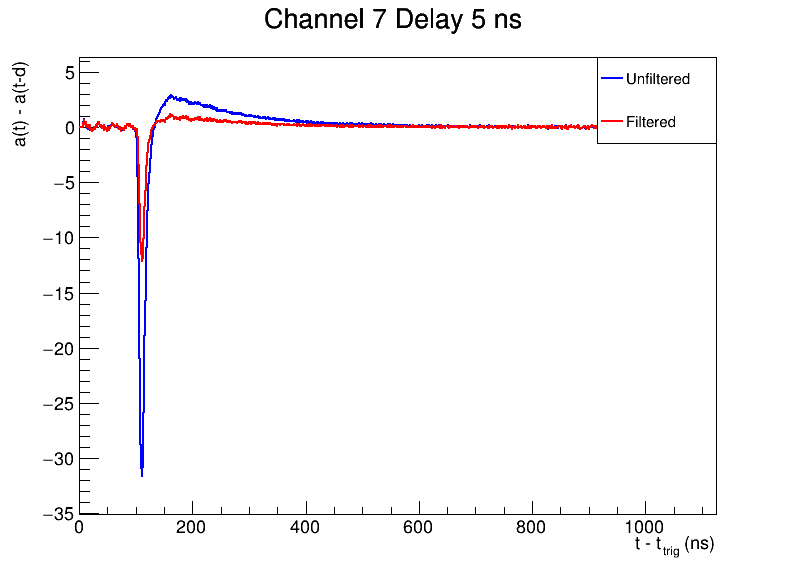 Channel 7 Delay 5 ns
a(t) - a(t-d)
Unfiltered
Filtered
5
0
−5
−10
−15
−20
−25
−30
−35
0 200 400 600 800 1000
t - t_trig (ns)